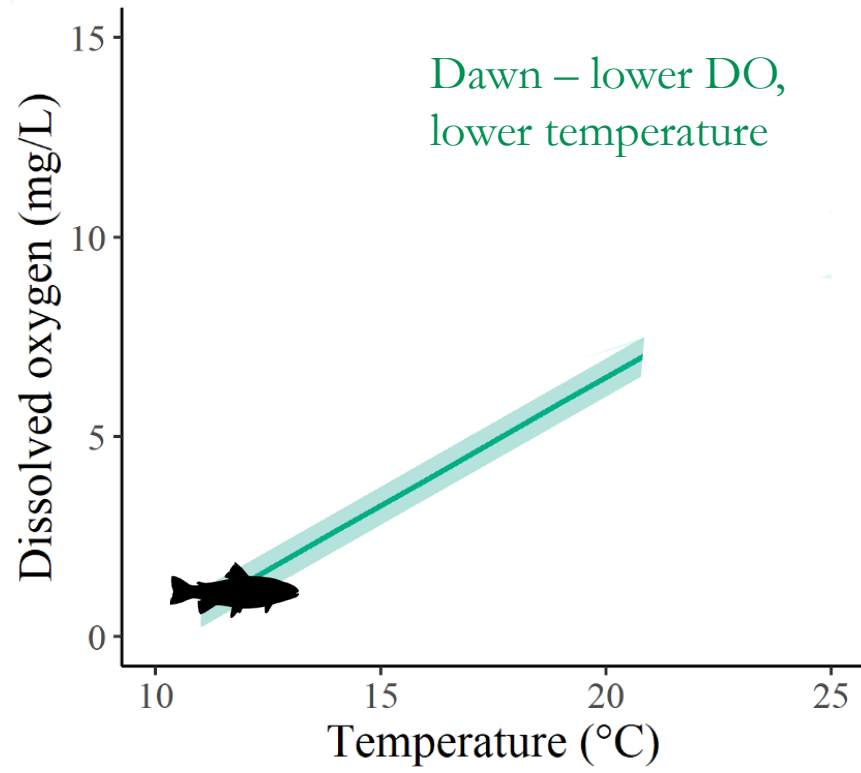 Dawn – lower DO,
lower temperature
Dissolved oxygen (mg/L)
15
10
5
0
10 15 20 25
Temperature (°C)